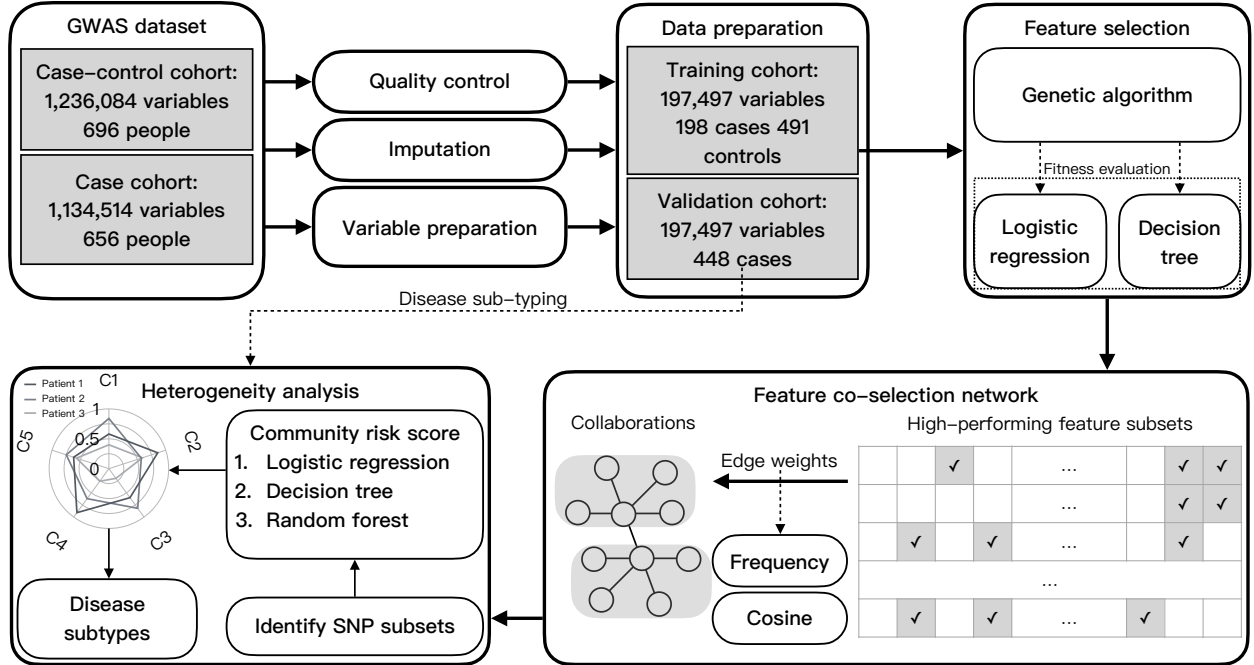 GWAS dataset
Case-control cohort:
1,236,084 variables
696 people
Case cohort:
1,134,514 variables
656 people
Quality control
Imputation
Variable preparation
Data preparation
Training cohort:
197,497 variables
198 cases 491
controls
Validation cohort:
197,497 variables
448 cases
Feature selection
Genetic algorithm
Fitness evaluation
Logistic
regression
Decision
tree
Disease sub-typing
Heterogeneity analysis
Patient 1
Patient 2
Patient 3
C1
C2
C3
C4
C5
1
0.5
0
Community risk score
1. Logistic regression
2. Decision tree
3. Random forest
Disease
subtypes
Identify SNP subsets
Feature co-selection network
Collaborations
Edge weights
Frequency
Cosine
High-performing feature subsets
✓ ... ✓ ✓
... ✓ ✓
✓ ✓ ... ✓
...
✓ ✓ ... ✓